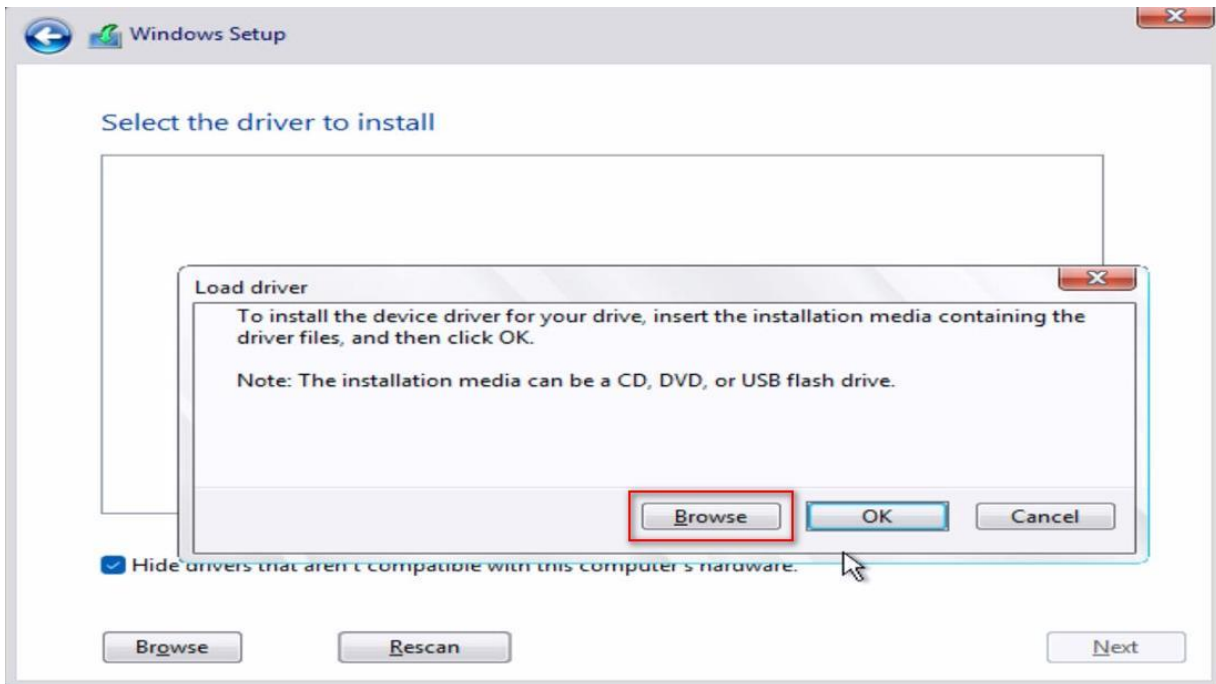 Windows Setup
Select the driver to install
Load driver
To install the device driver for your drive, insert the installation media containing the
driver files, and then click OK.
Note: The installation media can be a CD, DVD, or USB flash drive.
Browse
OK
Cancel
Hide drivers that aren't compatible with this computer's hardware.
Browse
Rescan
Next